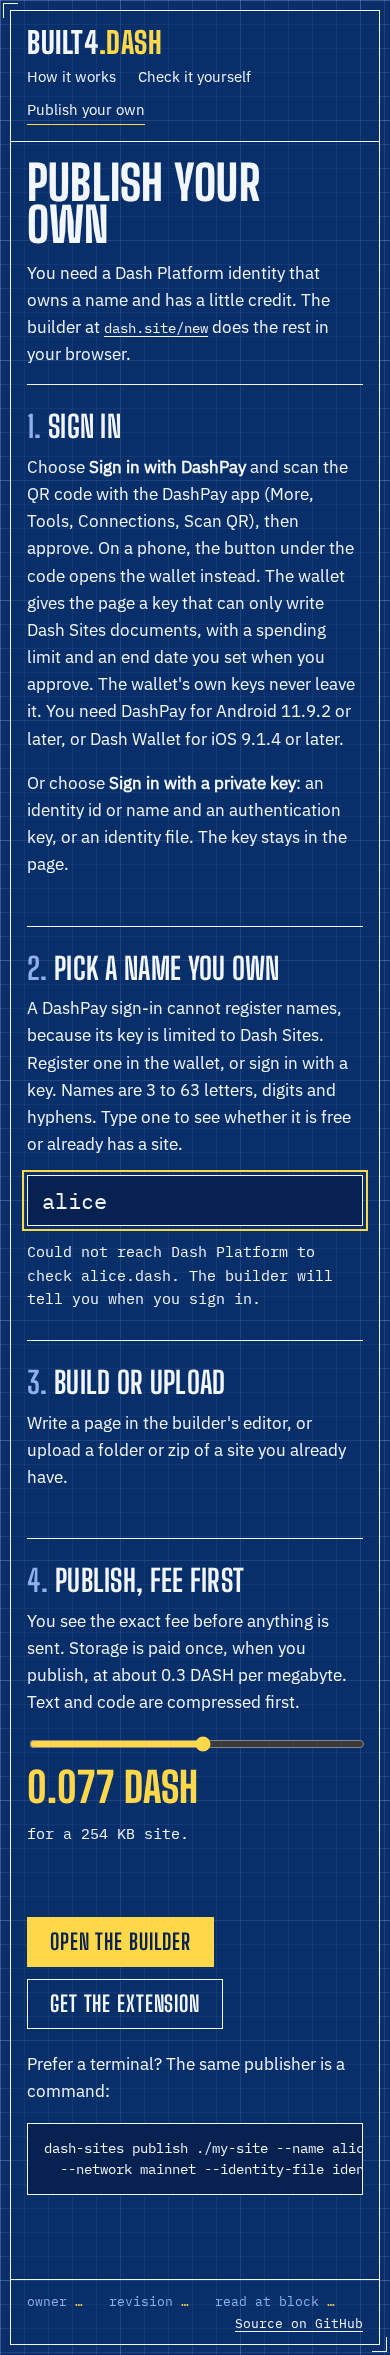 BUILT4.DASH
How it works Check it yourself
Publish your own
PUBLISH YOUR
OWN
You need a Dash Platform identity that
owns a name and has a little credit. The
builder at dash.site/new does the rest in
your browser.
1. SIGN IN
Choose Sign in with DashPay and scan the
QR code with the DashPay app (More,
Tools, Connections, Scan QR), then
approve. On a phone, the button under the
code opens the wallet instead. The wallet
gives the page a key that can only write
Dash Sites documents, with a spending
limit and an end date you set when you
approve. The wallet's own keys never leave
it. You need DashPay for Android 11.9.2 or
later, or Dash Wallet for iOS 9.1.4 or later.
Or choose Sign in with a private key: an
identity id or name and an authentication
key, or an identity file. The key stays in the
page.
2. PICK A NAME YOU OWN
A DashPay sign-in cannot register names,
because its key is limited to Dash Sites.
Register one in the wallet, or sign in with a
key. Names are 3 to 63 letters, digits and
hyphens. Type one to see whether it is free
or already has a site.
alice
Could not reach Dash Platform to
check alice.dash. The builder will
tell you when you sign in.
3. BUILD OR UPLOAD
Write a page in the builder's editor, or
upload a folder or zip of a site you already
have.
4. PUBLISH, FEE FIRST
You see the exact fee before anything is
sent. Storage is paid once, when you
publish, at about 0.3 DASH per megabyte.
Text and code are compressed first.
0.077 DASH
for a 254 KB site.
OPEN THE BUILDER
GET THE EXTENSION
Prefer a terminal? The same publisher is a
command:
dash-sites publish ./my-site --name alic
--network mainnet --identity-file iden
owner … revision … read at block …
Source on GitHub